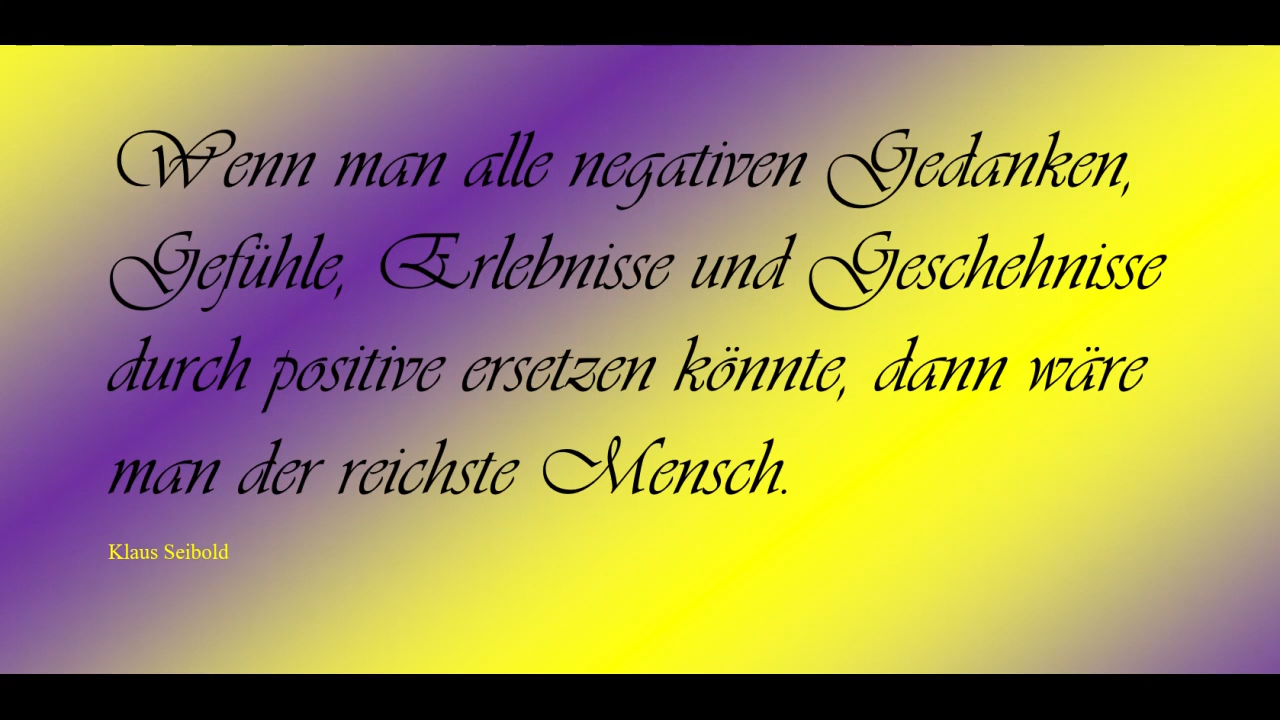 Wenn man alle negativen Gedanken,
Gefühle, Erlebnisse und Geschehnisse
durch positive ersetzen könnte, dann wäre
man der reichste Mensch.
Klaus Seibold